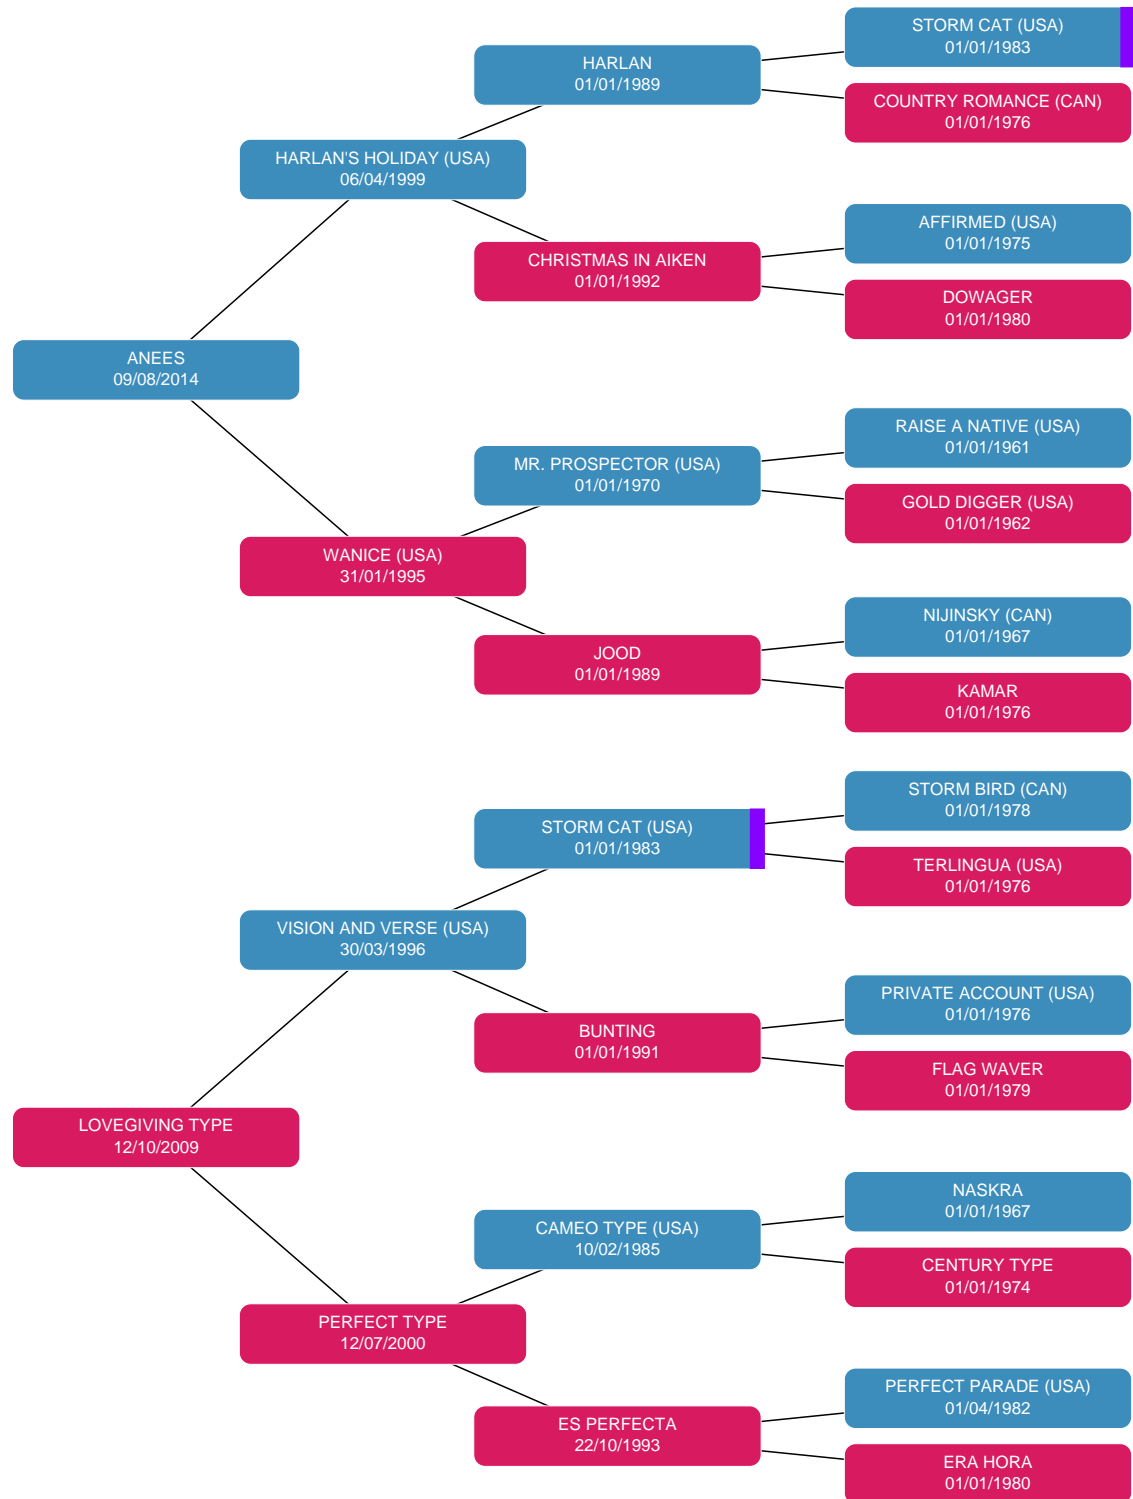 STORM CAT (USA)
01/01/1983
HARLAN
01/01/1989
COUNTRY ROMANCE (CAN)
01/01/1976
HARLAN'S HOLIDAY (USA)
06/04/1999
AFFIRMED (USA)
01/01/1975
CHRISTMAS IN AIKEN
01/01/1992
DOWAGER
01/01/1980
ANEES
09/08/2014
RAISE A NATIVE (USA)
01/01/1961
MR. PROSPECTOR (USA)
01/01/1970
GOLD DIGGER (USA)
01/01/1962
WANICE (USA)
31/01/1995
NIJINSKY (CAN)
01/01/1967
JOOD
01/01/1989
KAMAR
01/01/1976
STORM BIRD (CAN)
01/01/1978
STORM CAT (USA)
01/01/1983
TERLINGUA (USA)
01/01/1976
VISION AND VERSE (USA)
30/03/1996
PRIVATE ACCOUNT (USA)
01/01/1976
BUNTING
01/01/1991
FLAG WAVER
01/01/1979
LOVEGIVING TYPE
12/10/2009
NASKRA
01/01/1967
CAMEO TYPE (USA)
10/02/1985
CENTURY TYPE
01/01/1974
PERFECT TYPE
12/07/2000
PERFECT PARADE (USA)
01/04/1982
ES PERFECTA
22/10/1993
ERA HORA
01/01/1980